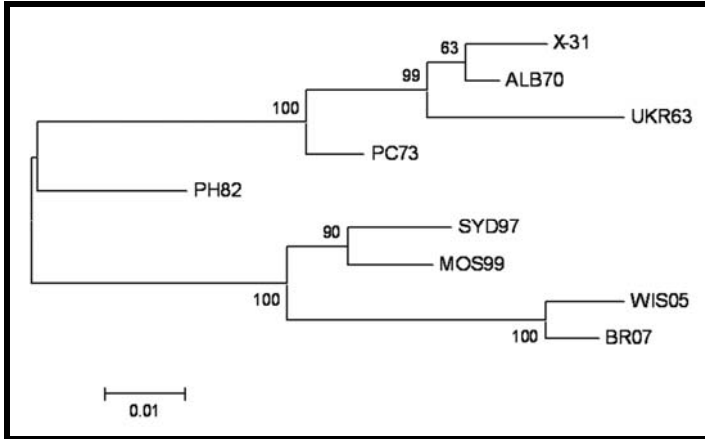 X-31
63
ALB70
99
UKR63
100
PC73
PH82
SYD97
90
MOS99
100
WIS05
100
BR07
0.01